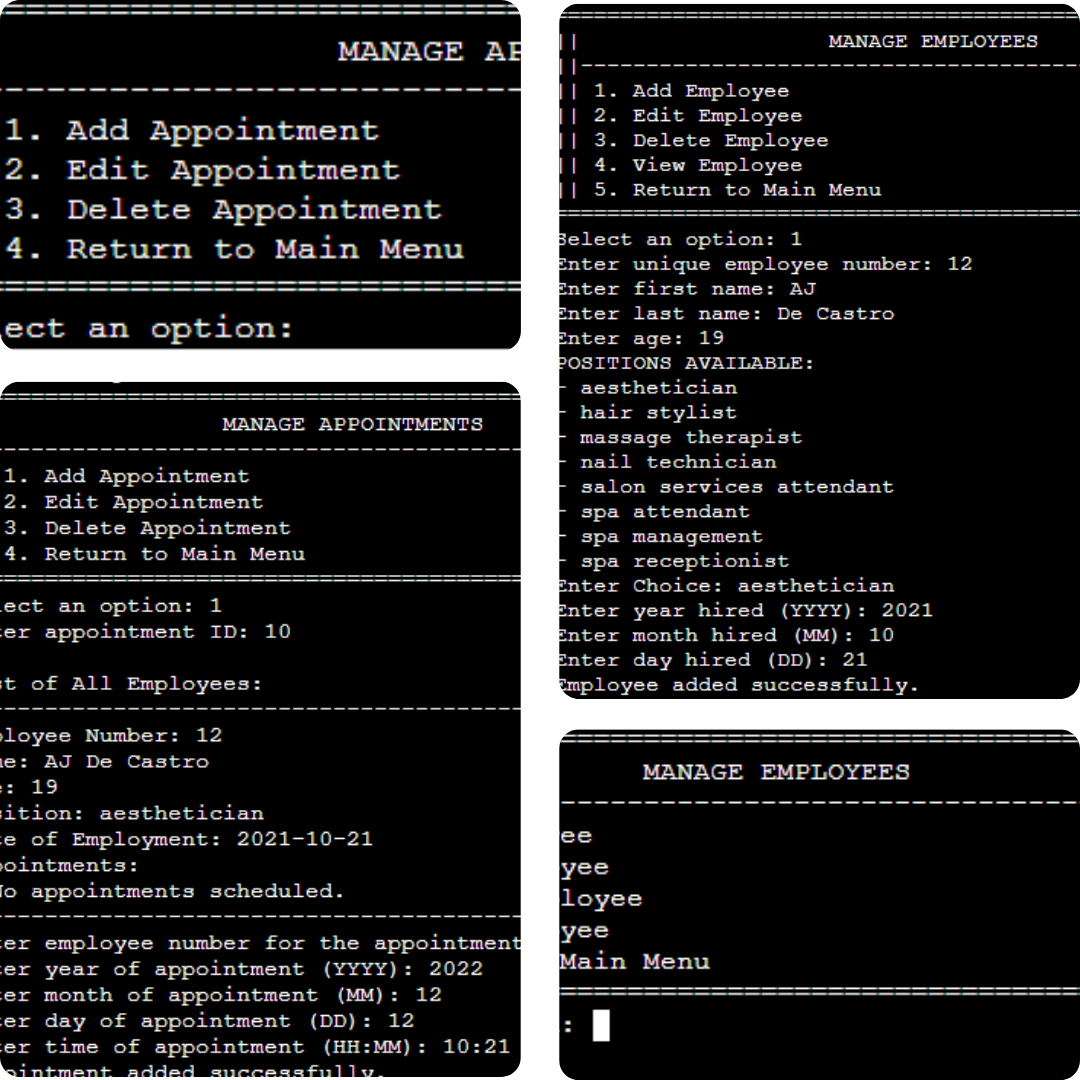 MANAGE AP
1. Add Appointment
2. Edit Appointment
3. Delete Appointment
4. Return to Main Menu
ect an option:
MANAGE APPOINTMENTS
1. Add Appointment
2. Edit Appointment
3. Delete Appointment
4. Return to Main Menu
lect an option: 1
ter appointment ID: 10
st of All Employees:
ployee Number: 12
me: AJ De Castro
e: 19
sition: aesthetician
te of Employment: 2021-10-21
pointments:
No appointments scheduled.
ter employee number for the appointment
ter year of appointment (YYYY): 2022
ter month of appointment (MM): 12
ter day of appointment (DD): 12
ter time of appointment (HH:MM): 10:21
ointment added successfully.
|| MANAGE EMPLOYEES
|| 1. Add Employee
|| 2. Edit Employee
|| 3. Delete Employee
|| 4. View Employee
|| 5. Return to Main Menu
Select an option: 1
Enter unique employee number: 12
Enter first name: AJ
Enter last name: De Castro
Enter age: 19
POSITIONS AVAILABLE:
- aesthetician
- hair stylist
- massage therapist
- nail technician
- salon services attendant
- spa attendant
- spa management
- spa receptionist
Enter Choice: aesthetician
Enter year hired (YYYY): 2021
Enter month hired (MM): 10
Enter day hired (DD): 21
Employee added successfully.
MANAGE EMPLOYEES
ee
yee
loyee
yee
Main Menu
: